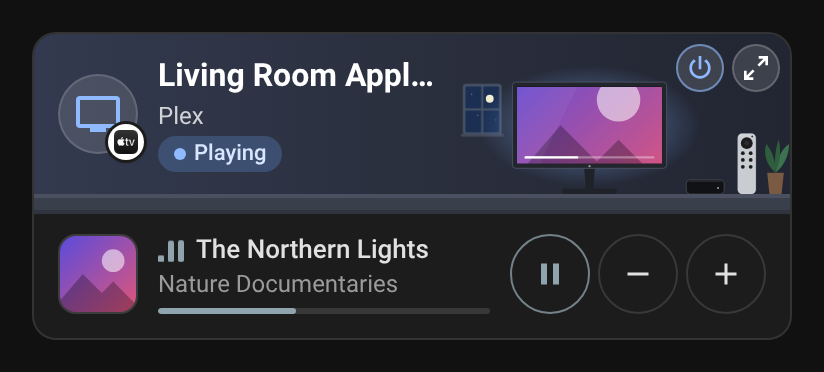 Living Room Appl...
Plex
tv
Playing
The Northern Lights
Nature Documentaries